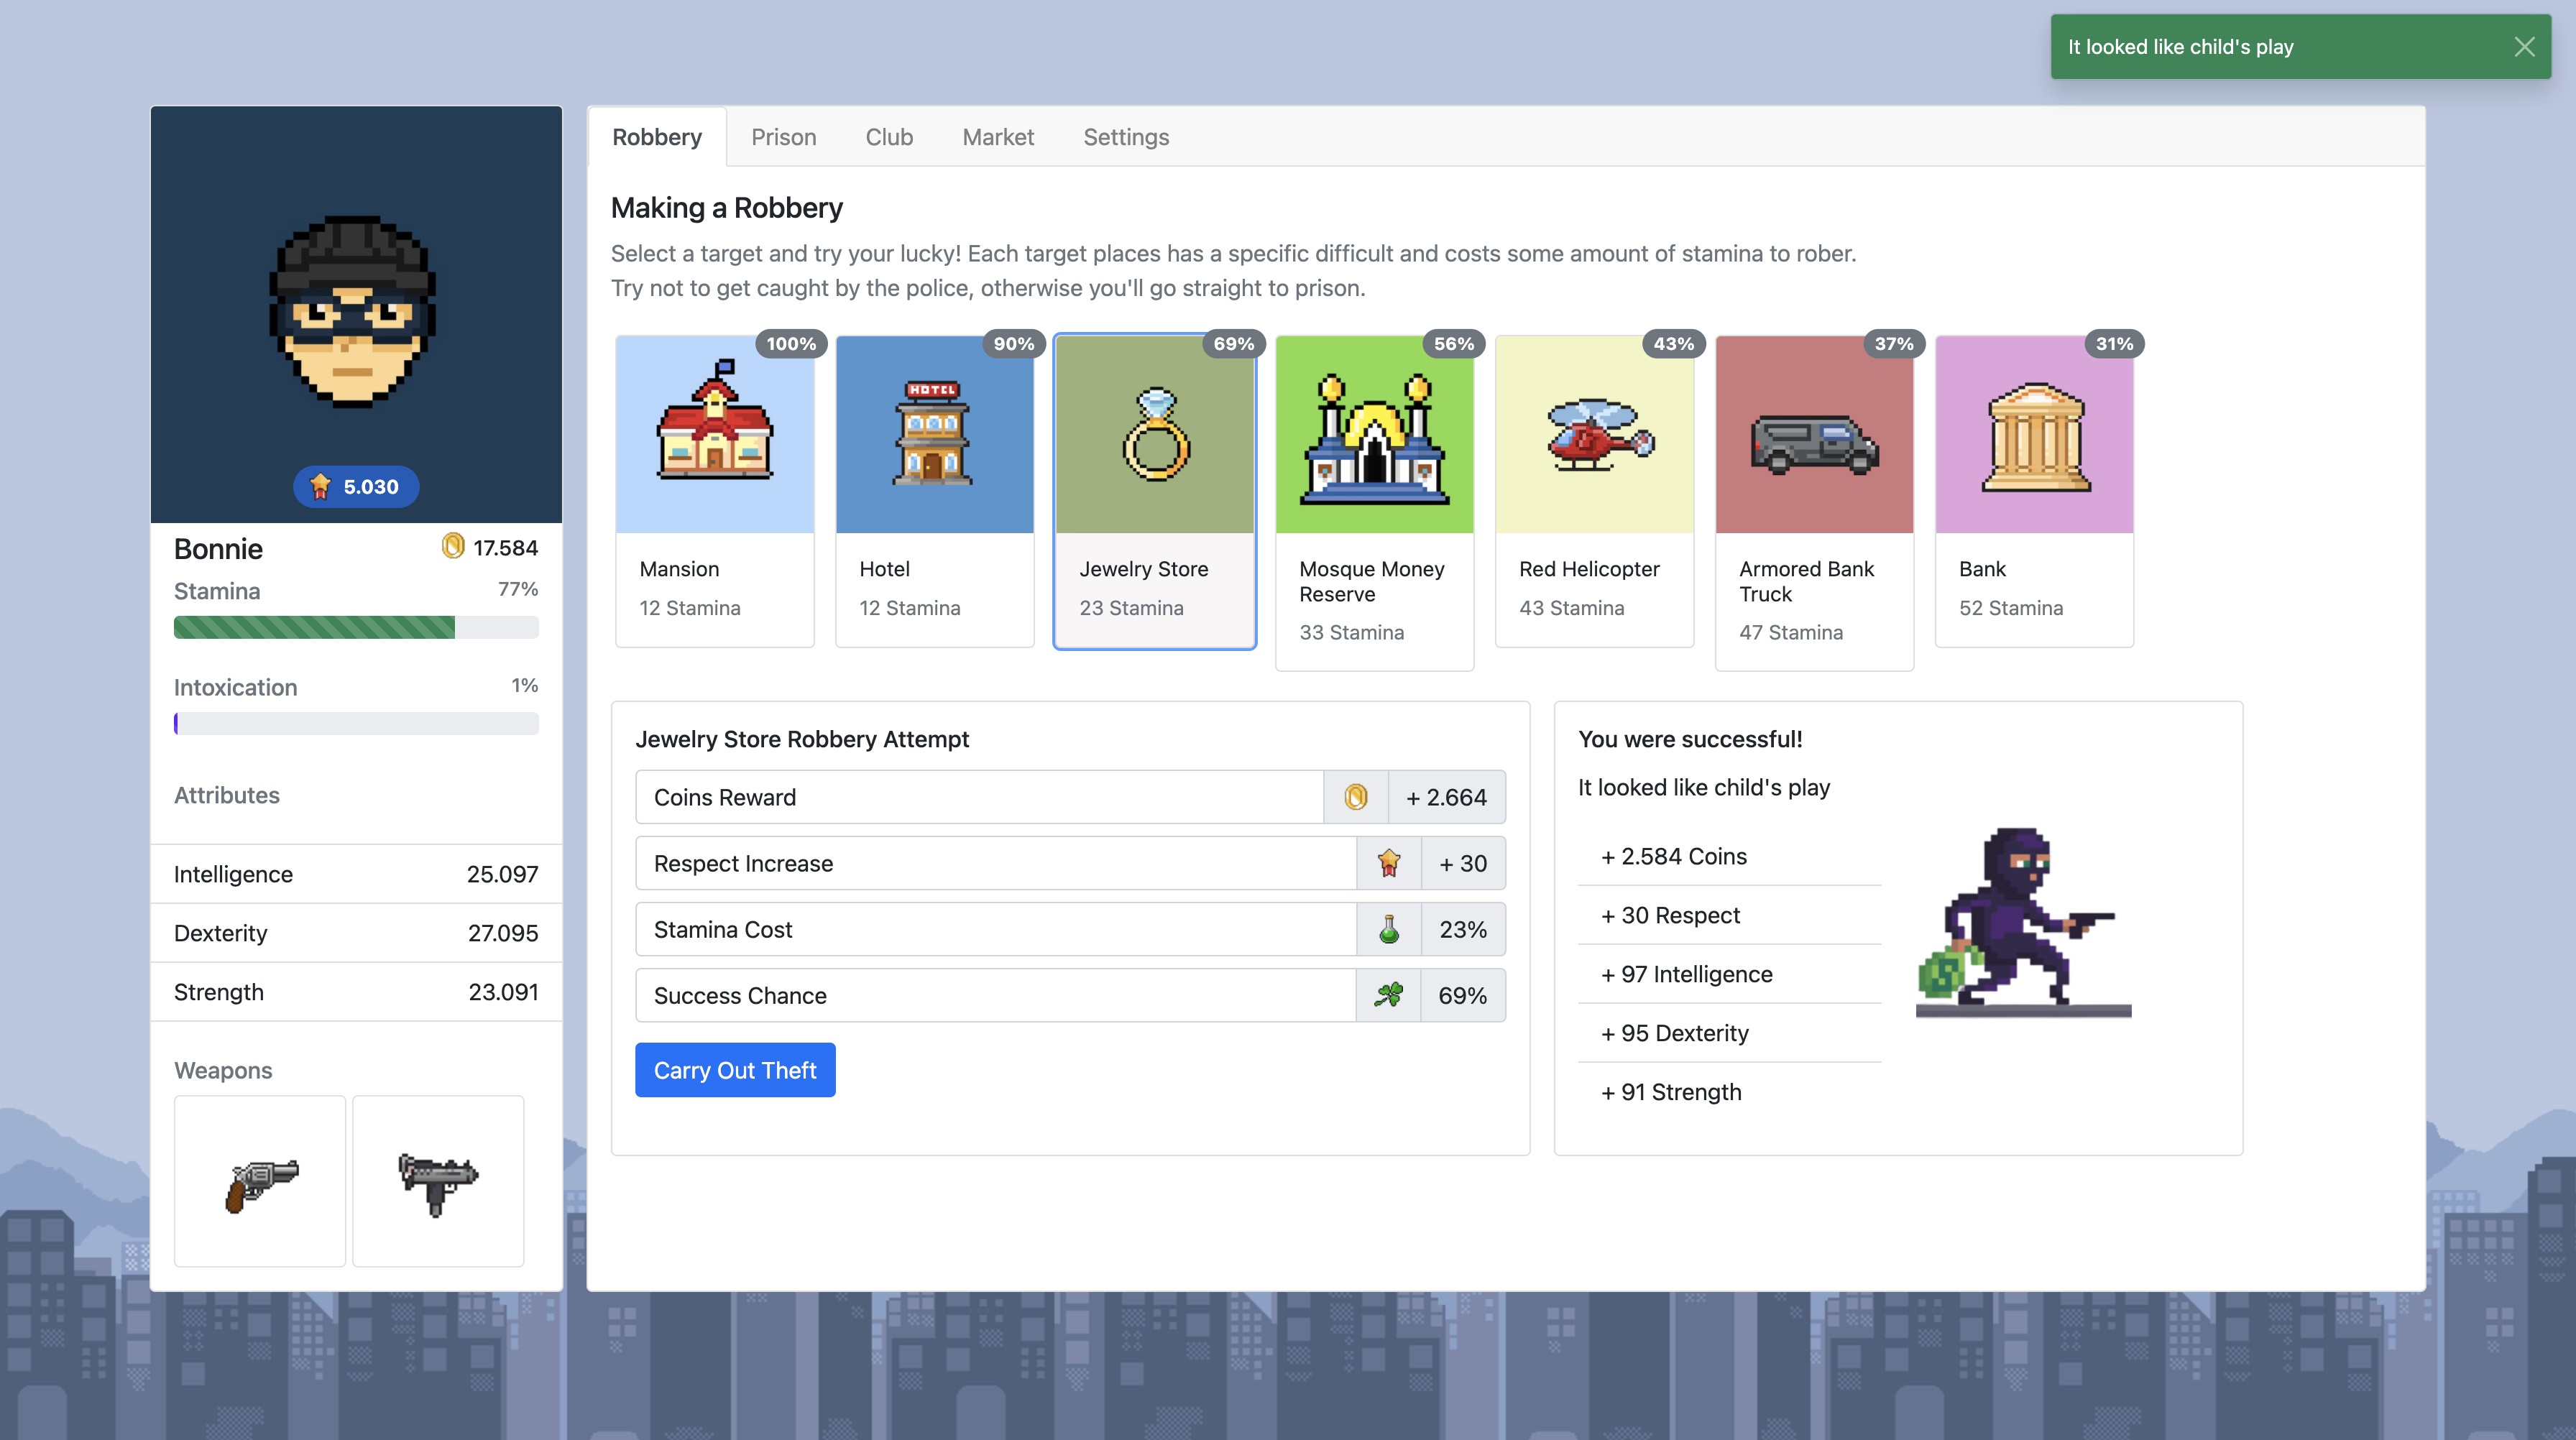 It looked like child's play
Robbery Prison Club Market Settings
Making a Robbery
Select a target and try your lucky! Each target places has a specific difficult and costs some amount of stamina to rober.
Try not to get caught by the police, otherwise you'll go straight to prison.
5.030
Bonnie 17.584
Stamina 77%
Intoxication 1%
Attributes
Intelligence 25.097
Dexterity 27.095
Strength 23.091
Weapons
100%
Mansion
12 Stamina
90%
HOTEL
Hotel
12 Stamina
69%
Jewelry Store
23 Stamina
56%
Mosque Money
Reserve
33 Stamina
43%
Red Helicopter
43 Stamina
37%
Armored Bank
Truck
47 Stamina
31%
Bank
52 Stamina
Jewelry Store Robbery Attempt
Coins Reward + 2.664
Respect Increase + 30
Stamina Cost 23%
Success Chance 69%
Carry Out Theft
You were successful!
It looked like child's play
+ 2.584 Coins
+ 30 Respect
+ 97 Intelligence
+ 95 Dexterity
+ 91 Strength